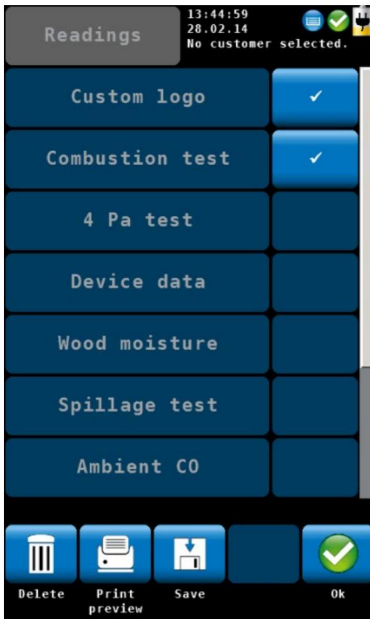 Readings
13:44:59
28.02.14
No customer selected.
Custom logo
Combustion test
4 Pa test
Device data
Wood moisture
Spillage test
Ambient CO
Delete
Print
preview
Save
Ok